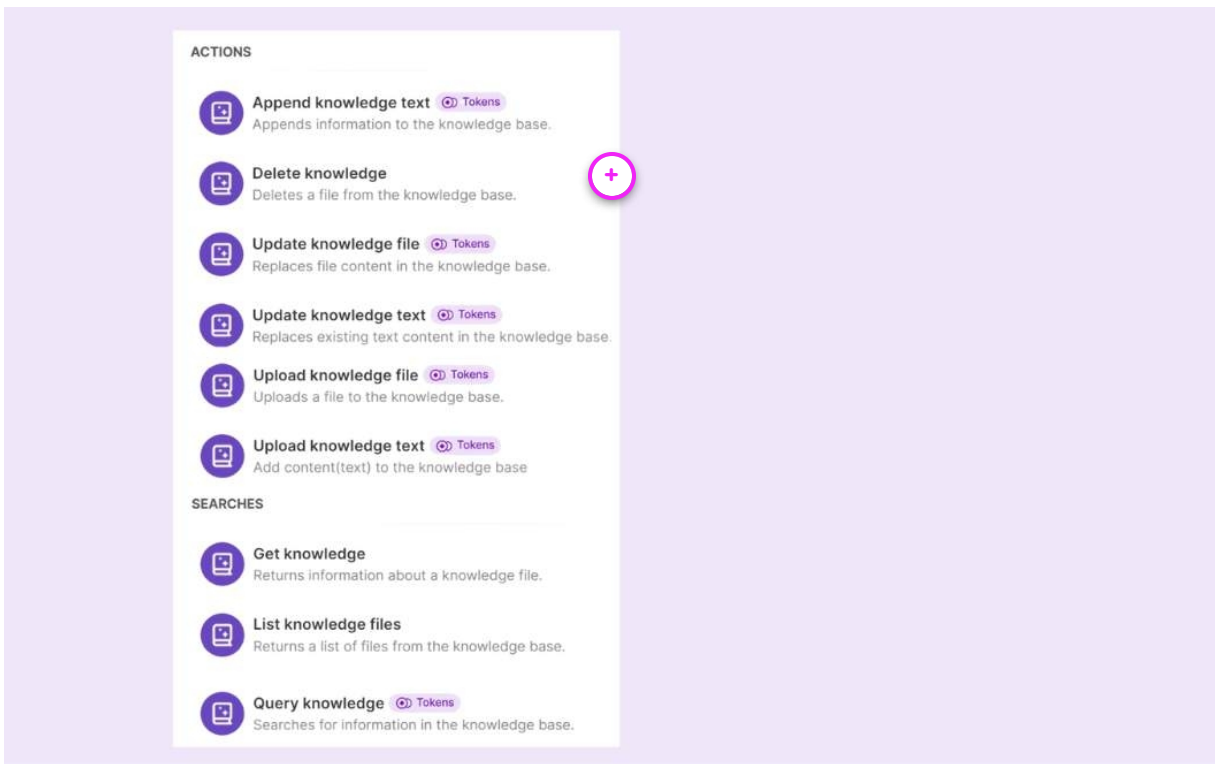 ACTIONS
Append knowledge text Tokens
Appends information to the knowledge base.
Delete knowledge
Deletes a file from the knowledge base.
+
Update knowledge file Tokens
Replaces file content in the knowledge base.
Update knowledge text Tokens
Replaces existing text content in the knowledge base.
Upload knowledge file Tokens
Uploads a file to the knowledge base.
Upload knowledge text Tokens
Add content(text) to the knowledge base
SEARCHES
Get knowledge
Returns information about a knowledge file.
List knowledge files
Returns a list of files from the knowledge base.
Query knowledge Tokens
Searches for information in the knowledge base.